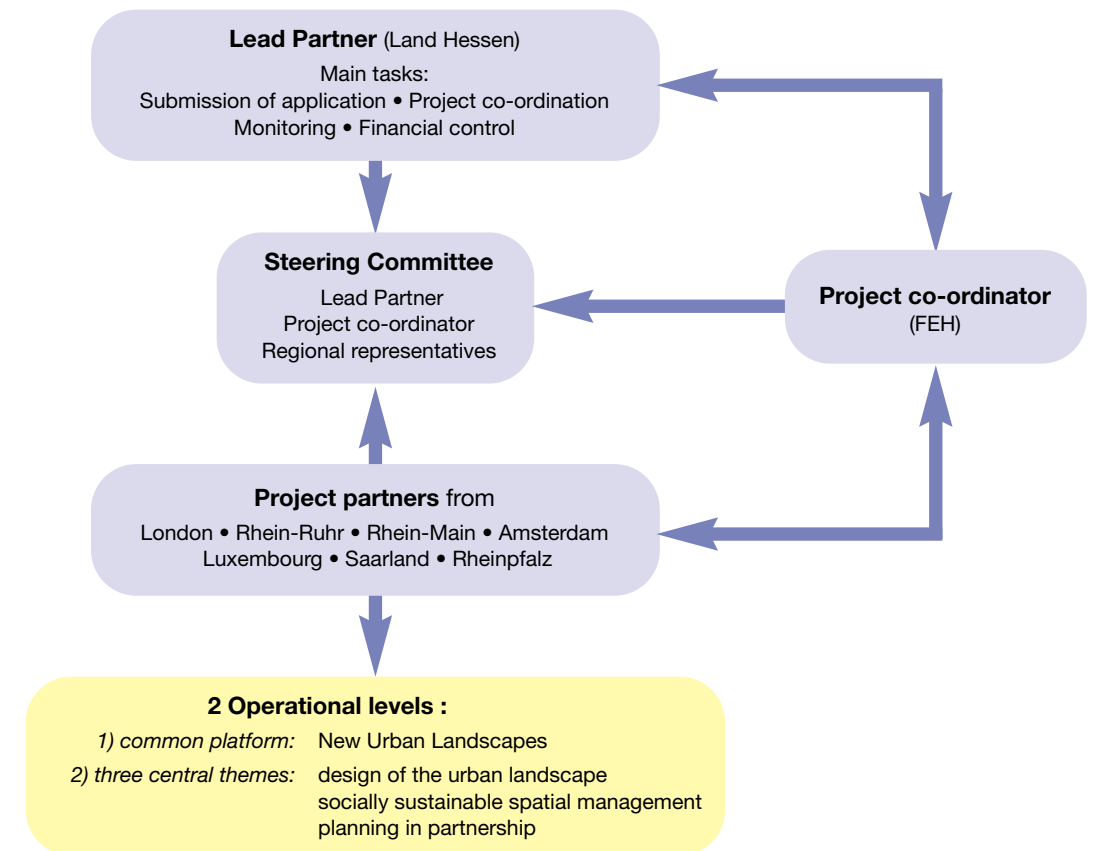 Lead Partner (Land Hessen)
Main tasks:
Submission of application • Project co-ordination
Monitoring • Financial control
Steering Committee
Lead Partner
Project co-ordinator
Regional representatives
Project co-ordinator
(FEH)
Project partners from
London • Rhein-Ruhr • Rhein-Main • Amsterdam
Luxembourg • Saarland • Rheinpfalz
2 Operational levels :
1) common platform: New Urban Landscapes
2) three central themes: design of the urban landscape
socially sustainable spatial management
planning in partnership